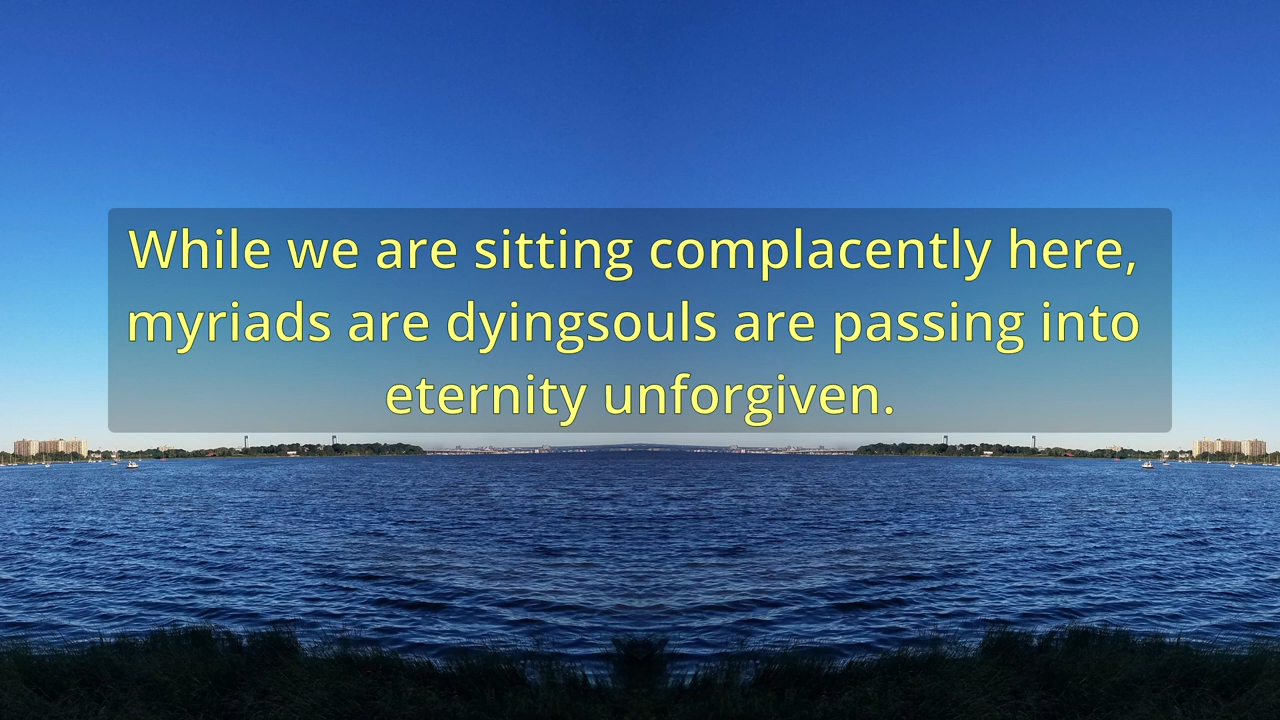 While we are sitting complacently here,
myriads are dyingsouls are passing into
eternity unforgiven.